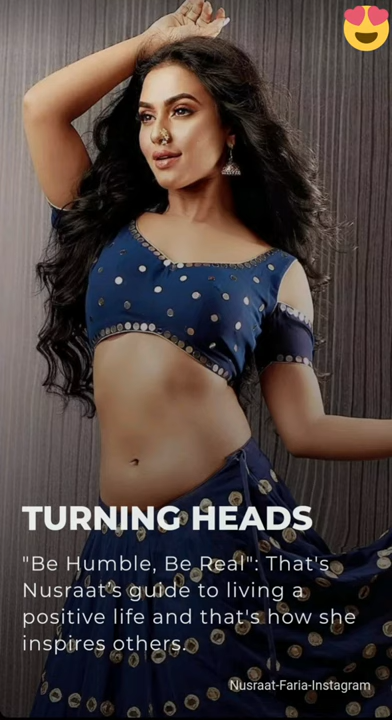 TURNING HEADS
"Be Humble, Be Real": That's
Nusraat's guide to living a
positive life and that's how she
inspires others.
Nusraat-Faria-Instagram